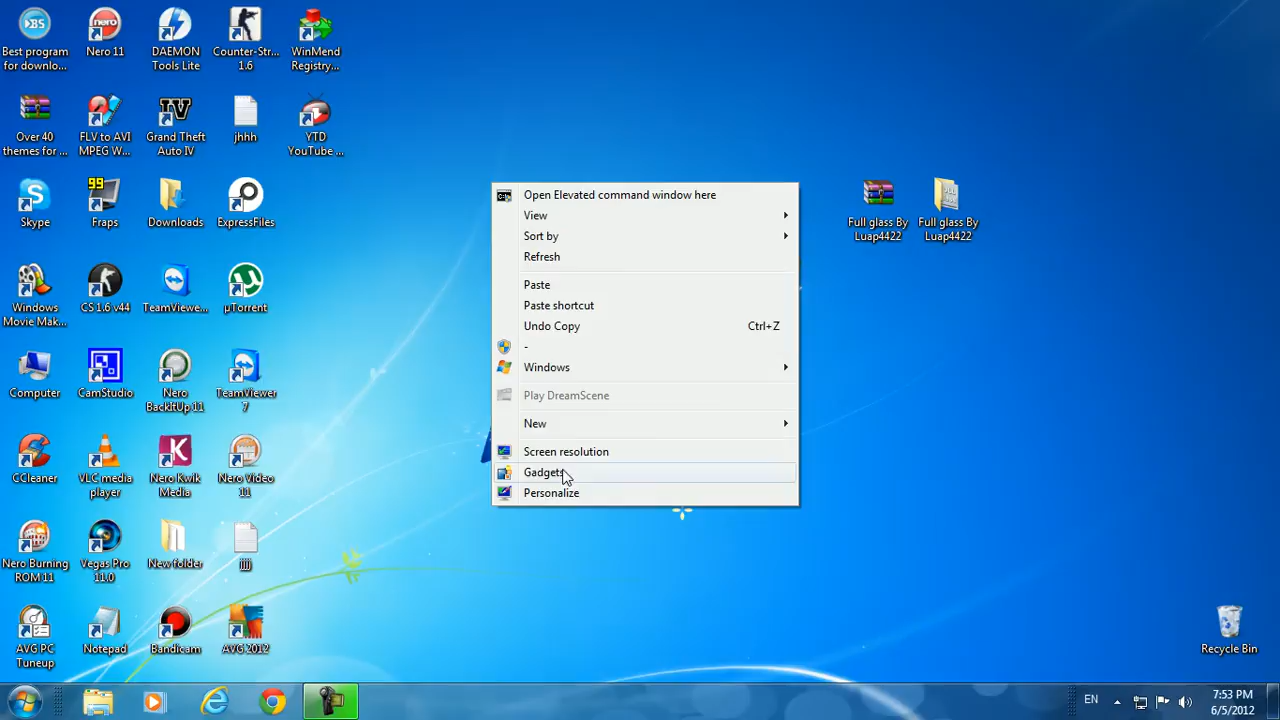 Best program
for downlo...
Nero 11
DAEMON
Tools Lite
Counter-Str...
1.6
WinMend
Registry...
Over 40
themes for ...
FLV to AVI
MPEG W...
Grand Theft
Auto IV
jhhh
YTD
YouTube ...
Skype
Fraps
Downloads
ExpressFiles
Windows
Movie Mak...
CS 1.6 v44
TeamViewe...
µTorrent
Computer
CamStudio
Nero
BackItUp 11
TeamViewer
7
CCleaner
VLC media
player
Nero Kwik
Media
Nero Video
11
Nero Burning
ROM 11
Vegas Pro
11.0
New folder
jjjj
AVG PC
Tuneup
Notepad
Bandicam
AVG 2012
BS
IV
99
K
Open Elevated command window here
View
Sort by
Refresh
Paste
Paste shortcut
Undo Copy Ctrl+Z
-
Windows
Play DreamScene
New
Screen resolution
Gadgets
Personalize
Full glass By
Luap4422
Full glass By
Luap4422
Recycle Bin
EN
7:53 PM
6/5/2012